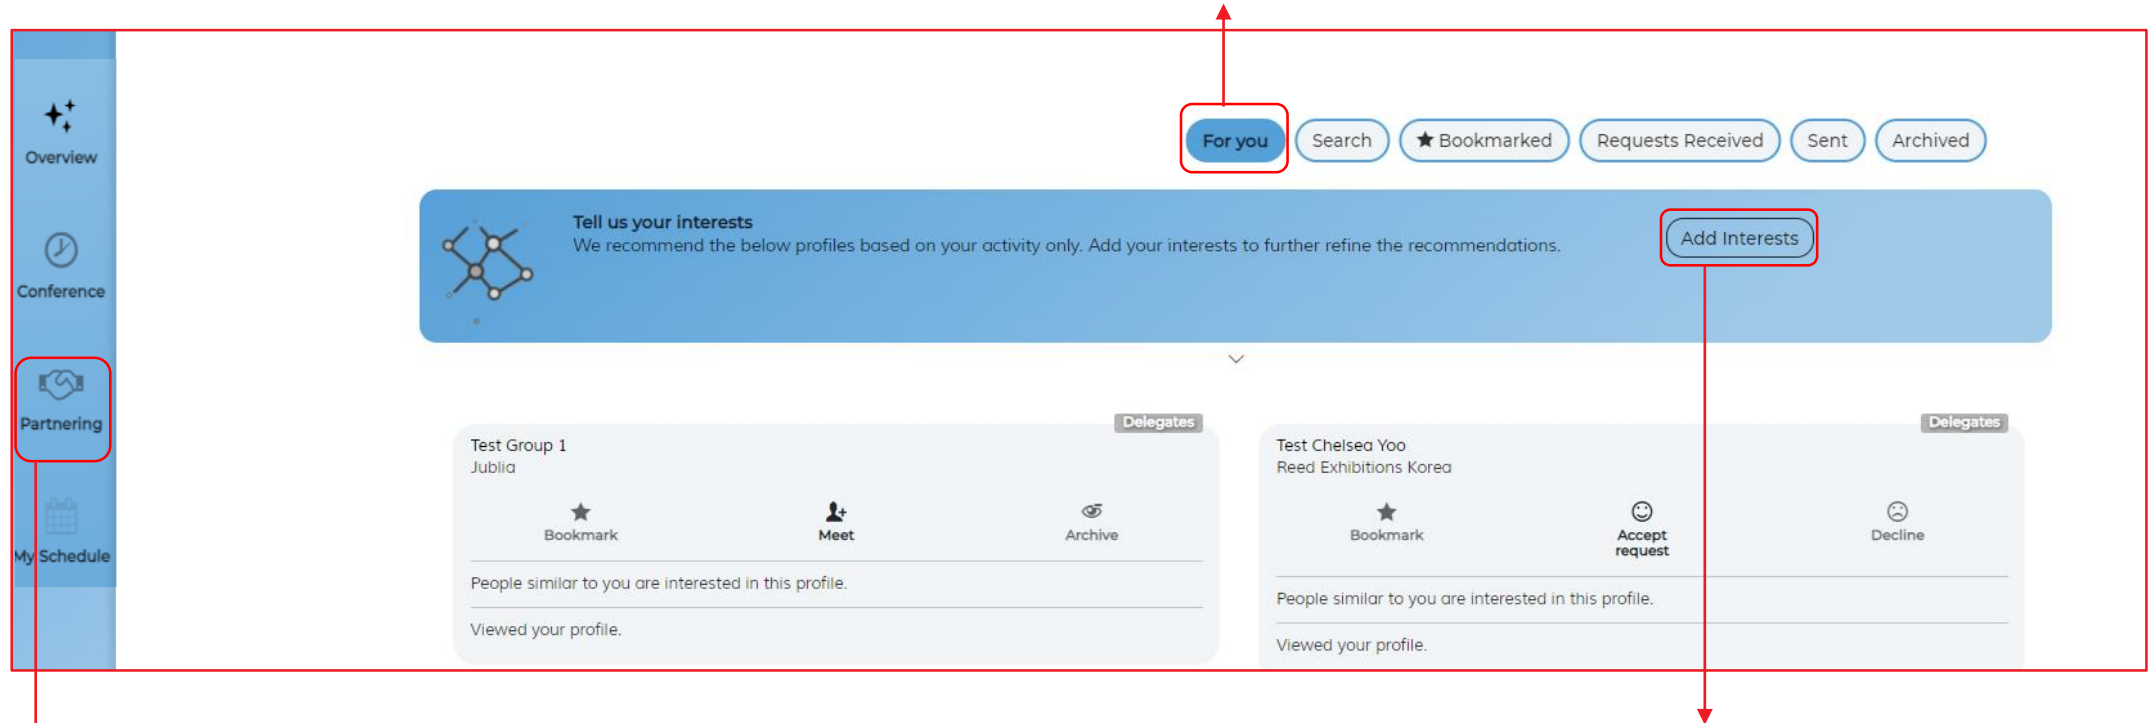 Overview
Conference
Partnering
My Schedule
For you
Search
★ Bookmarked
Requests Received
Sent
Archived
Tell us your interests
We recommend the below profiles based on your activity only. Add your interests to further refine the recommendations.
Add Interests
Delegates
Test Group 1
Jublia
Bookmark
Meet
Archive
People similar to you are interested in this profile.
Viewed your profile.
Delegates
Test Chelsea Yoo
Reed Exhibitions Korea
Bookmark
Accept
request
Decline
People similar to you are interested in this profile.
Viewed your profile.